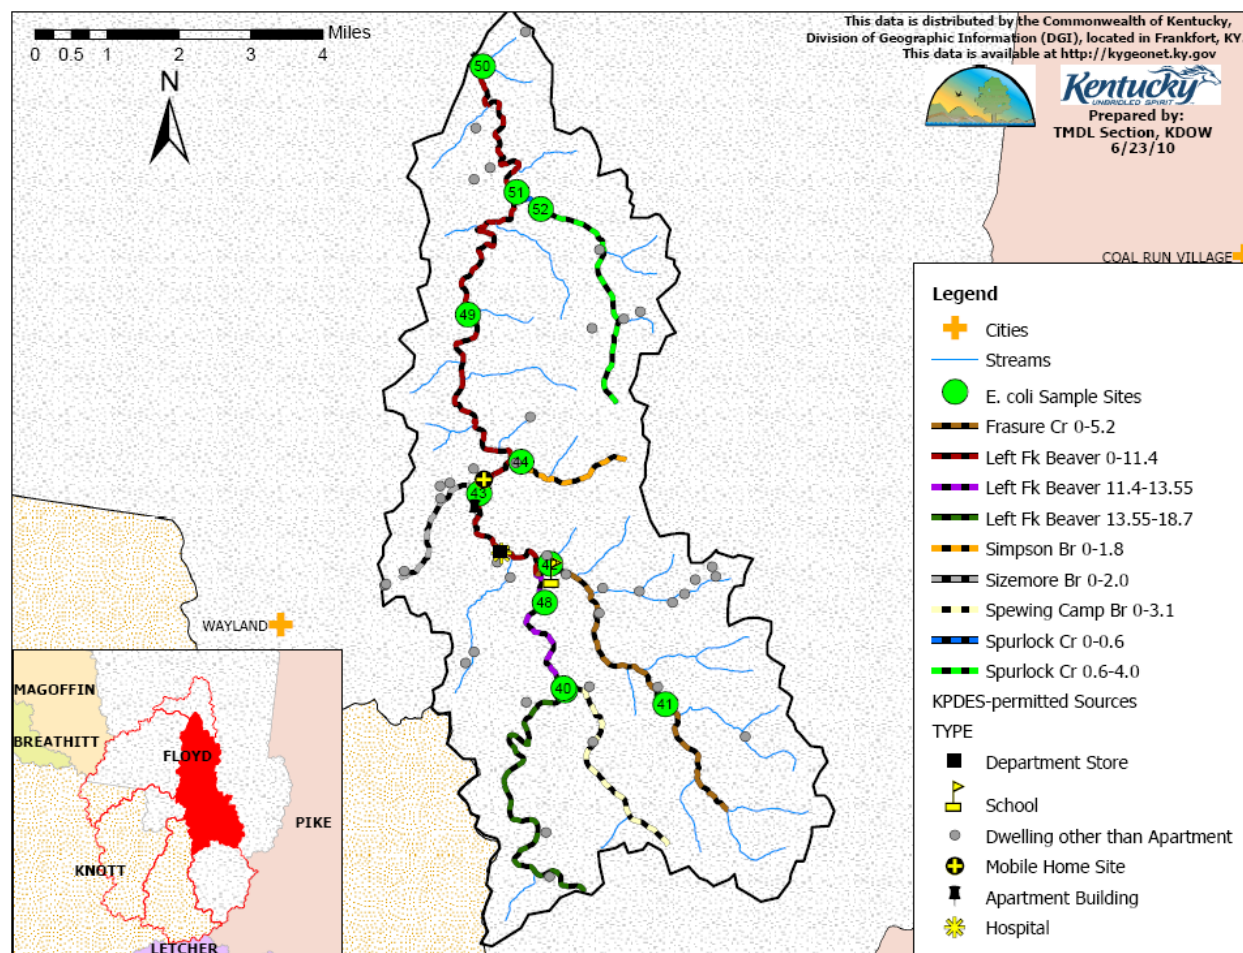 This data is distributed by the Commonwealth of Kentucky,
Division of Geographic Information (DGI), located in Frankfort, KY.
This data is available at http://kygeonet.ky.gov
Miles
0 0.5 1 2 3 4
N
Kentucky
UNBRIDLED SPIRIT
Prepared by:
TMDL Section, KDOW
6/23/10
50
51
52
COAL RUN VILLAGE
49
44
43
42
48
40
41
WAYLAND
Legend
Cities
Streams
E. coli Sample Sites
Frasure Cr 0-5.2
Left Fk Beaver 0-11.4
Left Fk Beaver 11.4-13.55
Left Fk Beaver 13.55-18.7
Simpson Br 0-1.8
Sizemore Br 0-2.0
Spewing Camp Br 0-3.1
Spurlock Cr 0-0.6
Spurlock Cr 0.6-4.0
KPDES-permitted Sources
TYPE
Department Store
School
Dwelling other than Apartment
Mobile Home Site
Apartment Building
Hospital
MAGOFFIN
BREATHITT
FLOYD
PIKE
KNOTT
LETCHER